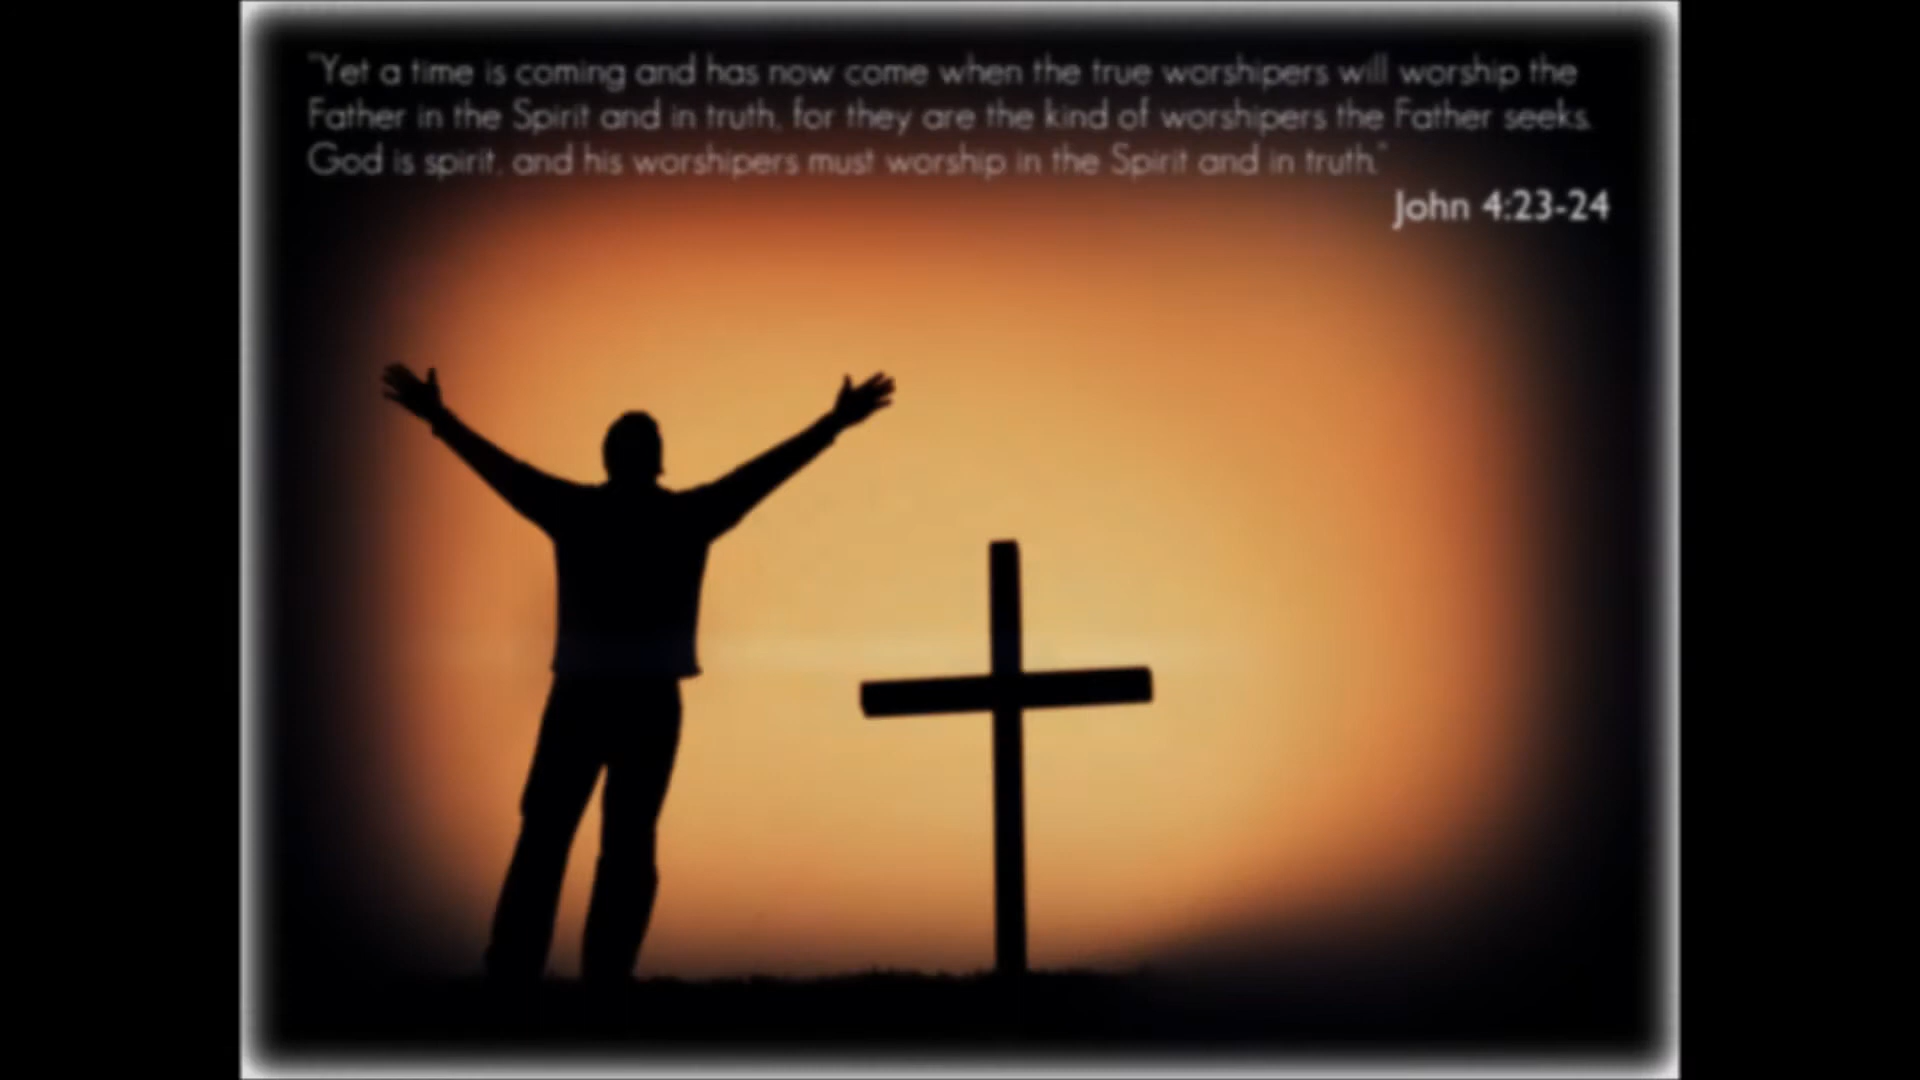 "Yet a time is coming and has now come when the true worshipers will worship the
Father in the Spirit and in truth, for they are the kind of worshipers the Father seeks.
God is spirit, and his worshipers must worship in the Spirit and in truth."
John 4:23-24